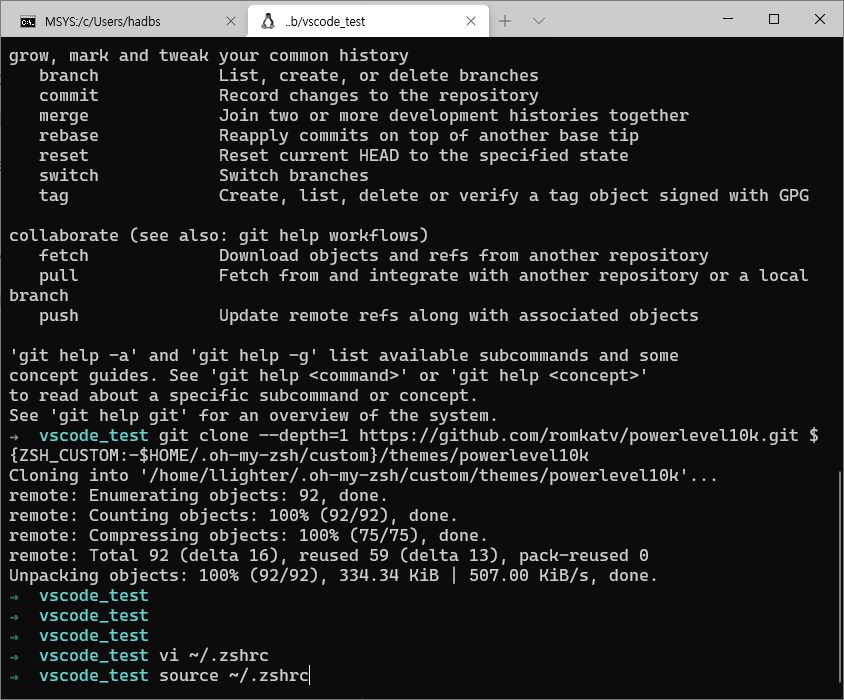 MSYS:/c/Users/hadbs
..b/vscode_test
grow, mark and tweak your common history
branch List, create, or delete branches
commit Record changes to the repository
merge Join two or more development histories together
rebase Reapply commits on top of another base tip
reset Reset current HEAD to the specified state
switch Switch branches
tag Create, list, delete or verify a tag object signed with GPG
collaborate (see also: git help workflows)
fetch Download objects and refs from another repository
pull Fetch from and integrate with another repository or a local
branch
push Update remote refs along with associated objects
'git help -a' and 'git help -g' list available subcommands and some
concept guides. See 'git help <command>' or 'git help <concept>'
to read about a specific subcommand or concept.
See 'git help git' for an overview of the system.
→ vscode_test git clone --depth=1 https://github.com/romkatv/powerlevel10k.git $
{ZSH_CUSTOM:-$HOME/.oh-my-zsh/custom}/themes/powerlevel10k
Cloning into '/home/llighter/.oh-my-zsh/custom/themes/powerlevel10k'...
remote: Enumerating objects: 92, done.
remote: Counting objects: 100% (92/92), done.
remote: Compressing objects: 100% (75/75), done.
remote: Total 92 (delta 16), reused 59 (delta 13), pack-reused 0
Unpacking objects: 100% (92/92), 334.34 KiB | 507.00 KiB/s, done.
→ vscode_test
→ vscode_test
→ vscode_test
→ vscode_test vi ~/.zshrc
→ vscode_test source ~/.zshrc